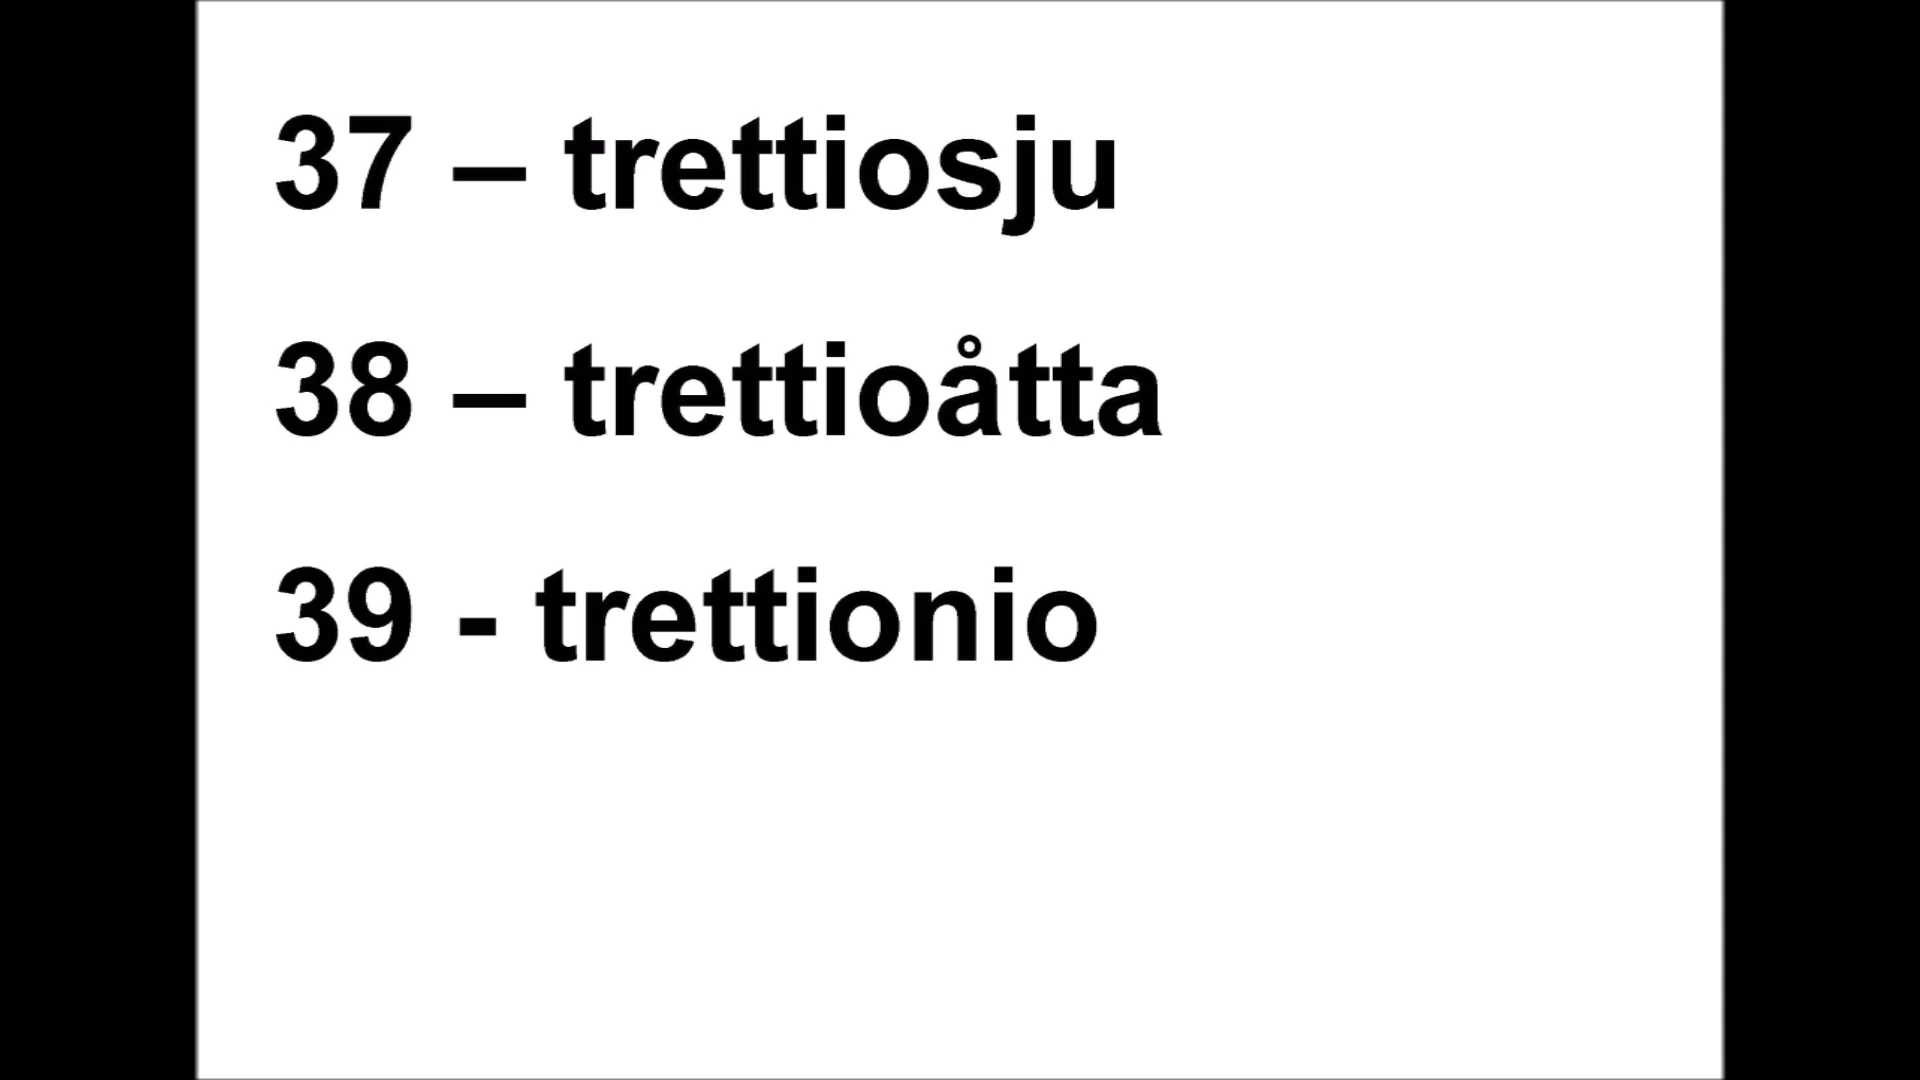 37 – trettiosju
38 – trettioåtta
39 - trettionio